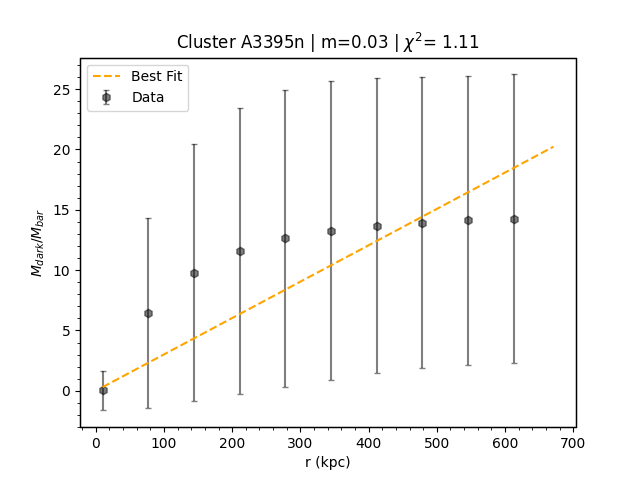 Cluster A3395n | m=0.03 | χ²= 1.11
Best Fit
Data
M_dark/M_bar
25
20
15
10
5
0
0 100 200 300 400 500 600 700
r (kpc)